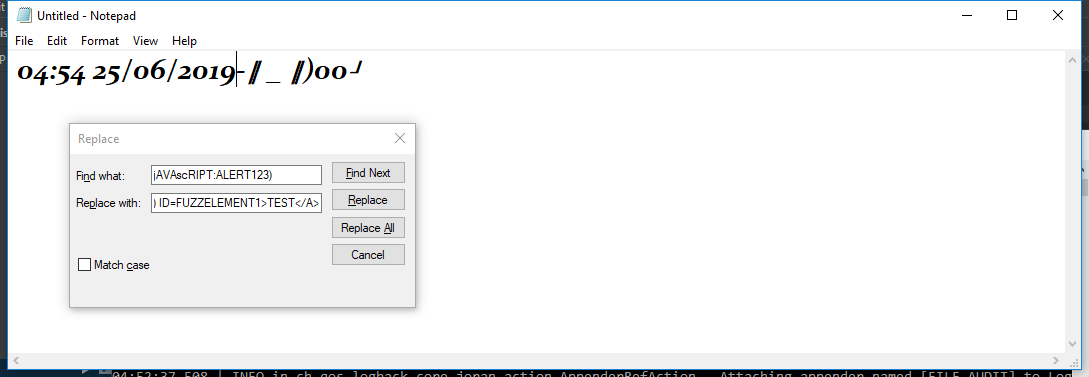 Untitled - Notepad
File Edit Format View Help
04:54 25/06/2019-∥ _ ∥)00┘
Replace
Find what: jAVAscRIPT:ALERT123)
Find Next
Replace with: ) ID=FUZZELEMENT1>TEST</A>
Replace
Replace All
Cancel
Match case
04:52:37,508 | INFO in ch.qos.logback.core.joran.action.AppenderRefAction - Attaching appender named [FILE_AUDIT] to Log